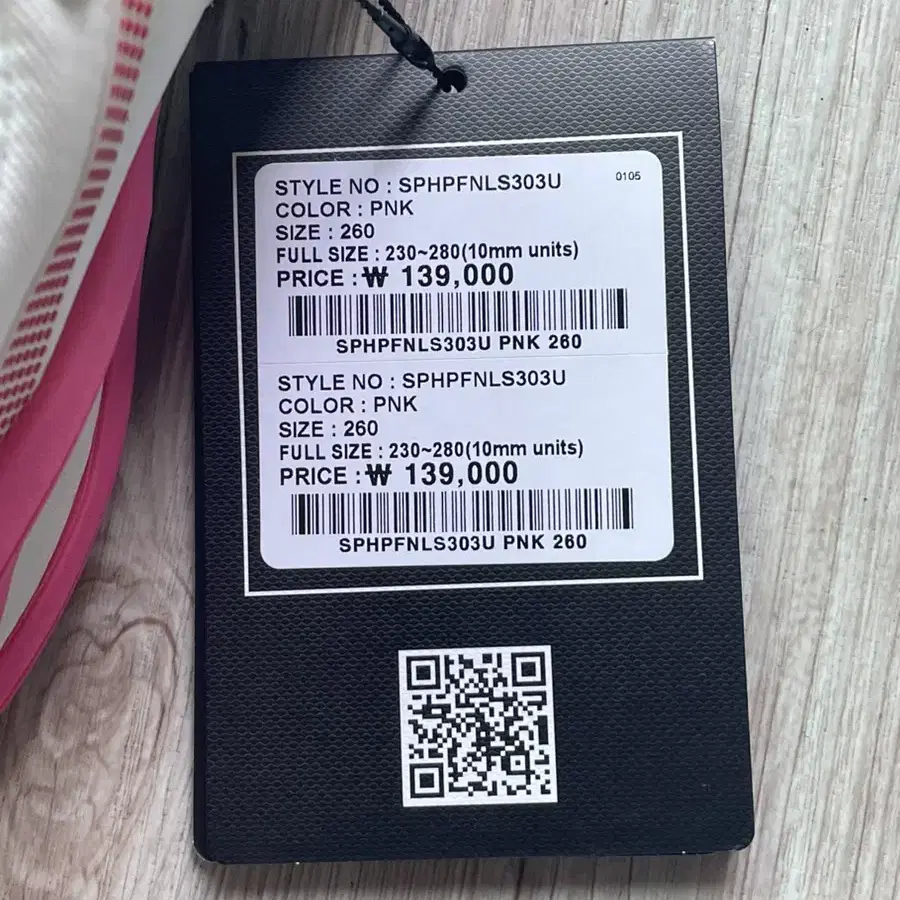 STYLE NO : SPHPFNLS303U 0105
COLOR : PNK
SIZE : 260
FULL SIZE : 230~280(10mm units)
PRICE : ₩ 139,000
SPHPFNLS303U PNK 260
STYLE NO : SPHPFNLS303U
COLOR : PNK
SIZE : 260
FULL SIZE : 230~280(10mm units)
PRICE : ₩ 139,000
SPHPFNLS303U PNK 260